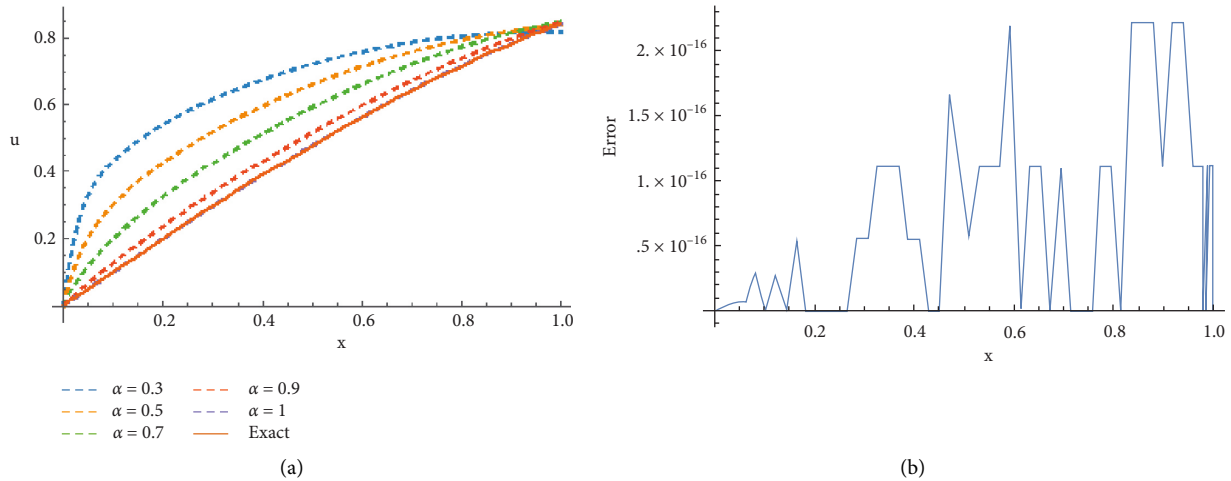 0.8
0.6
u
0.4
0.2
0.2 0.4 0.6 0.8 1.0
x
α = 0.3
α = 0.5
α = 0.7
α = 0.9
α = 1
Exact
(a)
2. × 10⁻¹⁶
1.5 × 10⁻¹⁶
Error
1. × 10⁻¹⁶
.5 × 10⁻¹⁶
0.2 0.4 0.6 0.8 1.0
x
(b)